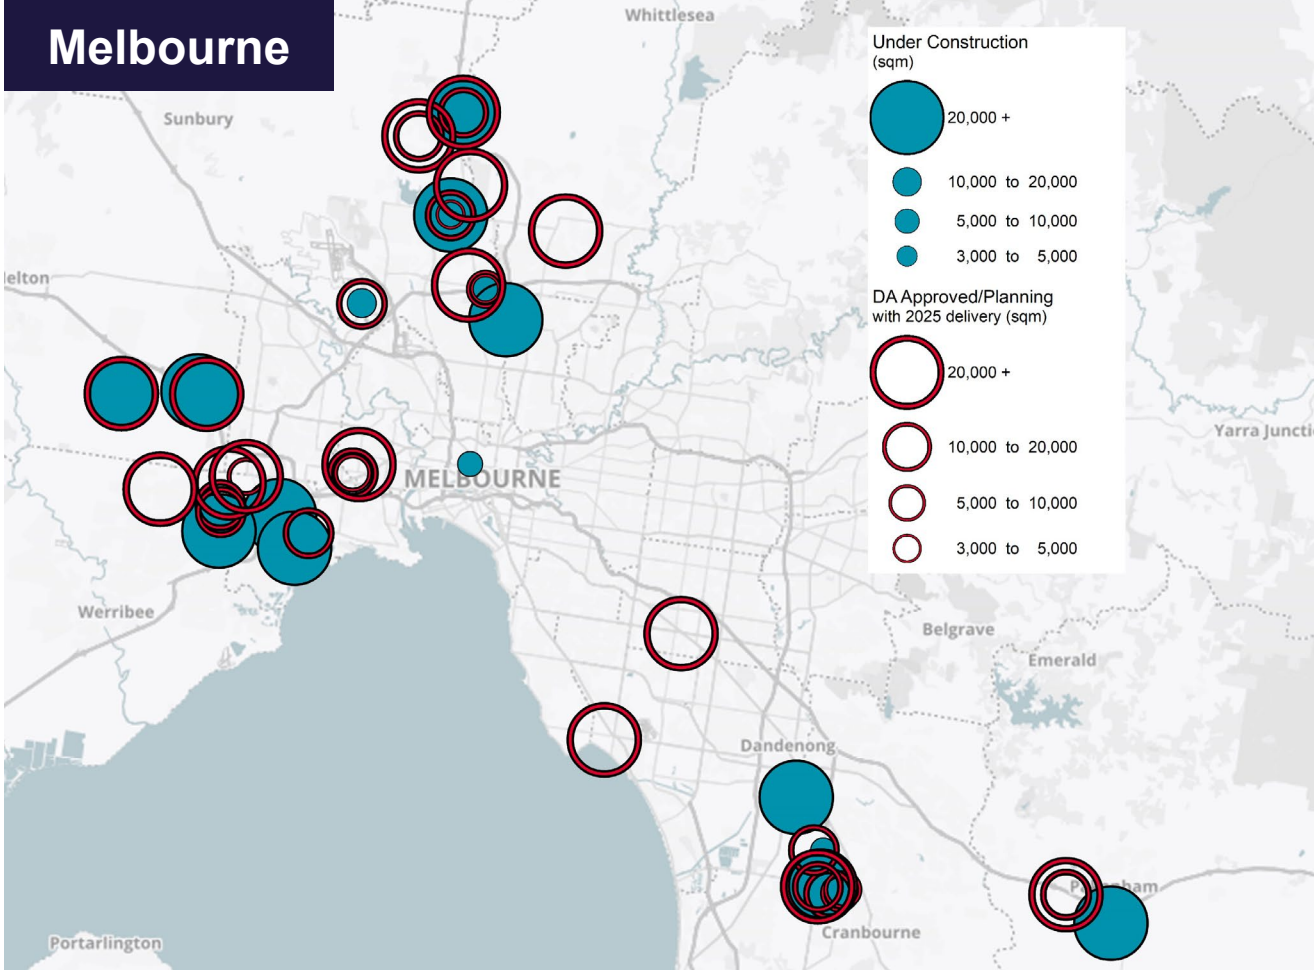 Melbourne
Whittlesea
Under Construction
(sqm)
20,000 +
10,000 to 20,000
5,000 to 10,000
3,000 to 5,000
DA Approved/Planning
with 2025 delivery (sqm)
20,000 +
10,000 to 20,000
5,000 to 10,000
3,000 to 5,000
Sunbury
elton
Yarra Juncti
MELBOURNE
Werribee
Belgrave
Emerald
Dandenong
Cranbourne
Portarlington